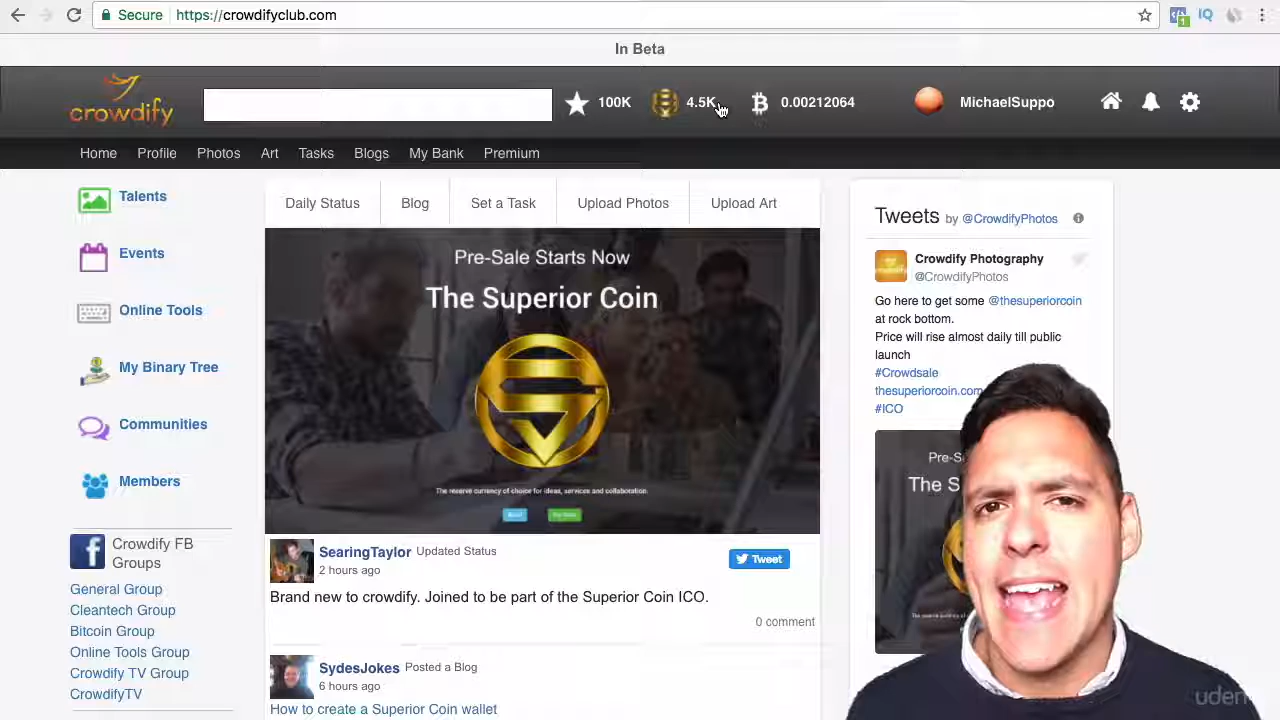 Secure
https://crowdifyclub.com
In Beta
crowdify
100K
4.5K
0.00212064
MichaelSuppo
Home
Profile
Photos
Art
Tasks
Blogs
My Bank
Premium
Talents
Events
Online Tools
My Binary Tree
Communities
Members
Crowdify FB
Groups
General Group
Cleantech Group
Bitcoin Group
Online Tools Group
Crowdify TV Group
CrowdifyTV
Daily Status
Blog
Set a Task
Upload Photos
Upload Art
Pre-Sale Starts Now
The Superior Coin
The reserve currency of choice for ideas, services and collaboration.
SearingTaylor Updated Status
2 hours ago
Tweet
Brand new to crowdify. Joined to be part of the Superior Coin ICO.
0 comment
SydesJokes Posted a Blog
6 hours ago
How to create a Superior Coin wallet
Tweets by @CrowdifyPhotos
Crowdify Photography
@CrowdifyPhotos
Go here to get some @thesuperiorcoin
at rock bottom.
Price will rise almost daily till public
launch
#Crowdsale
thesuperiorcoin.com
#ICO
Pre-S
The S
udem